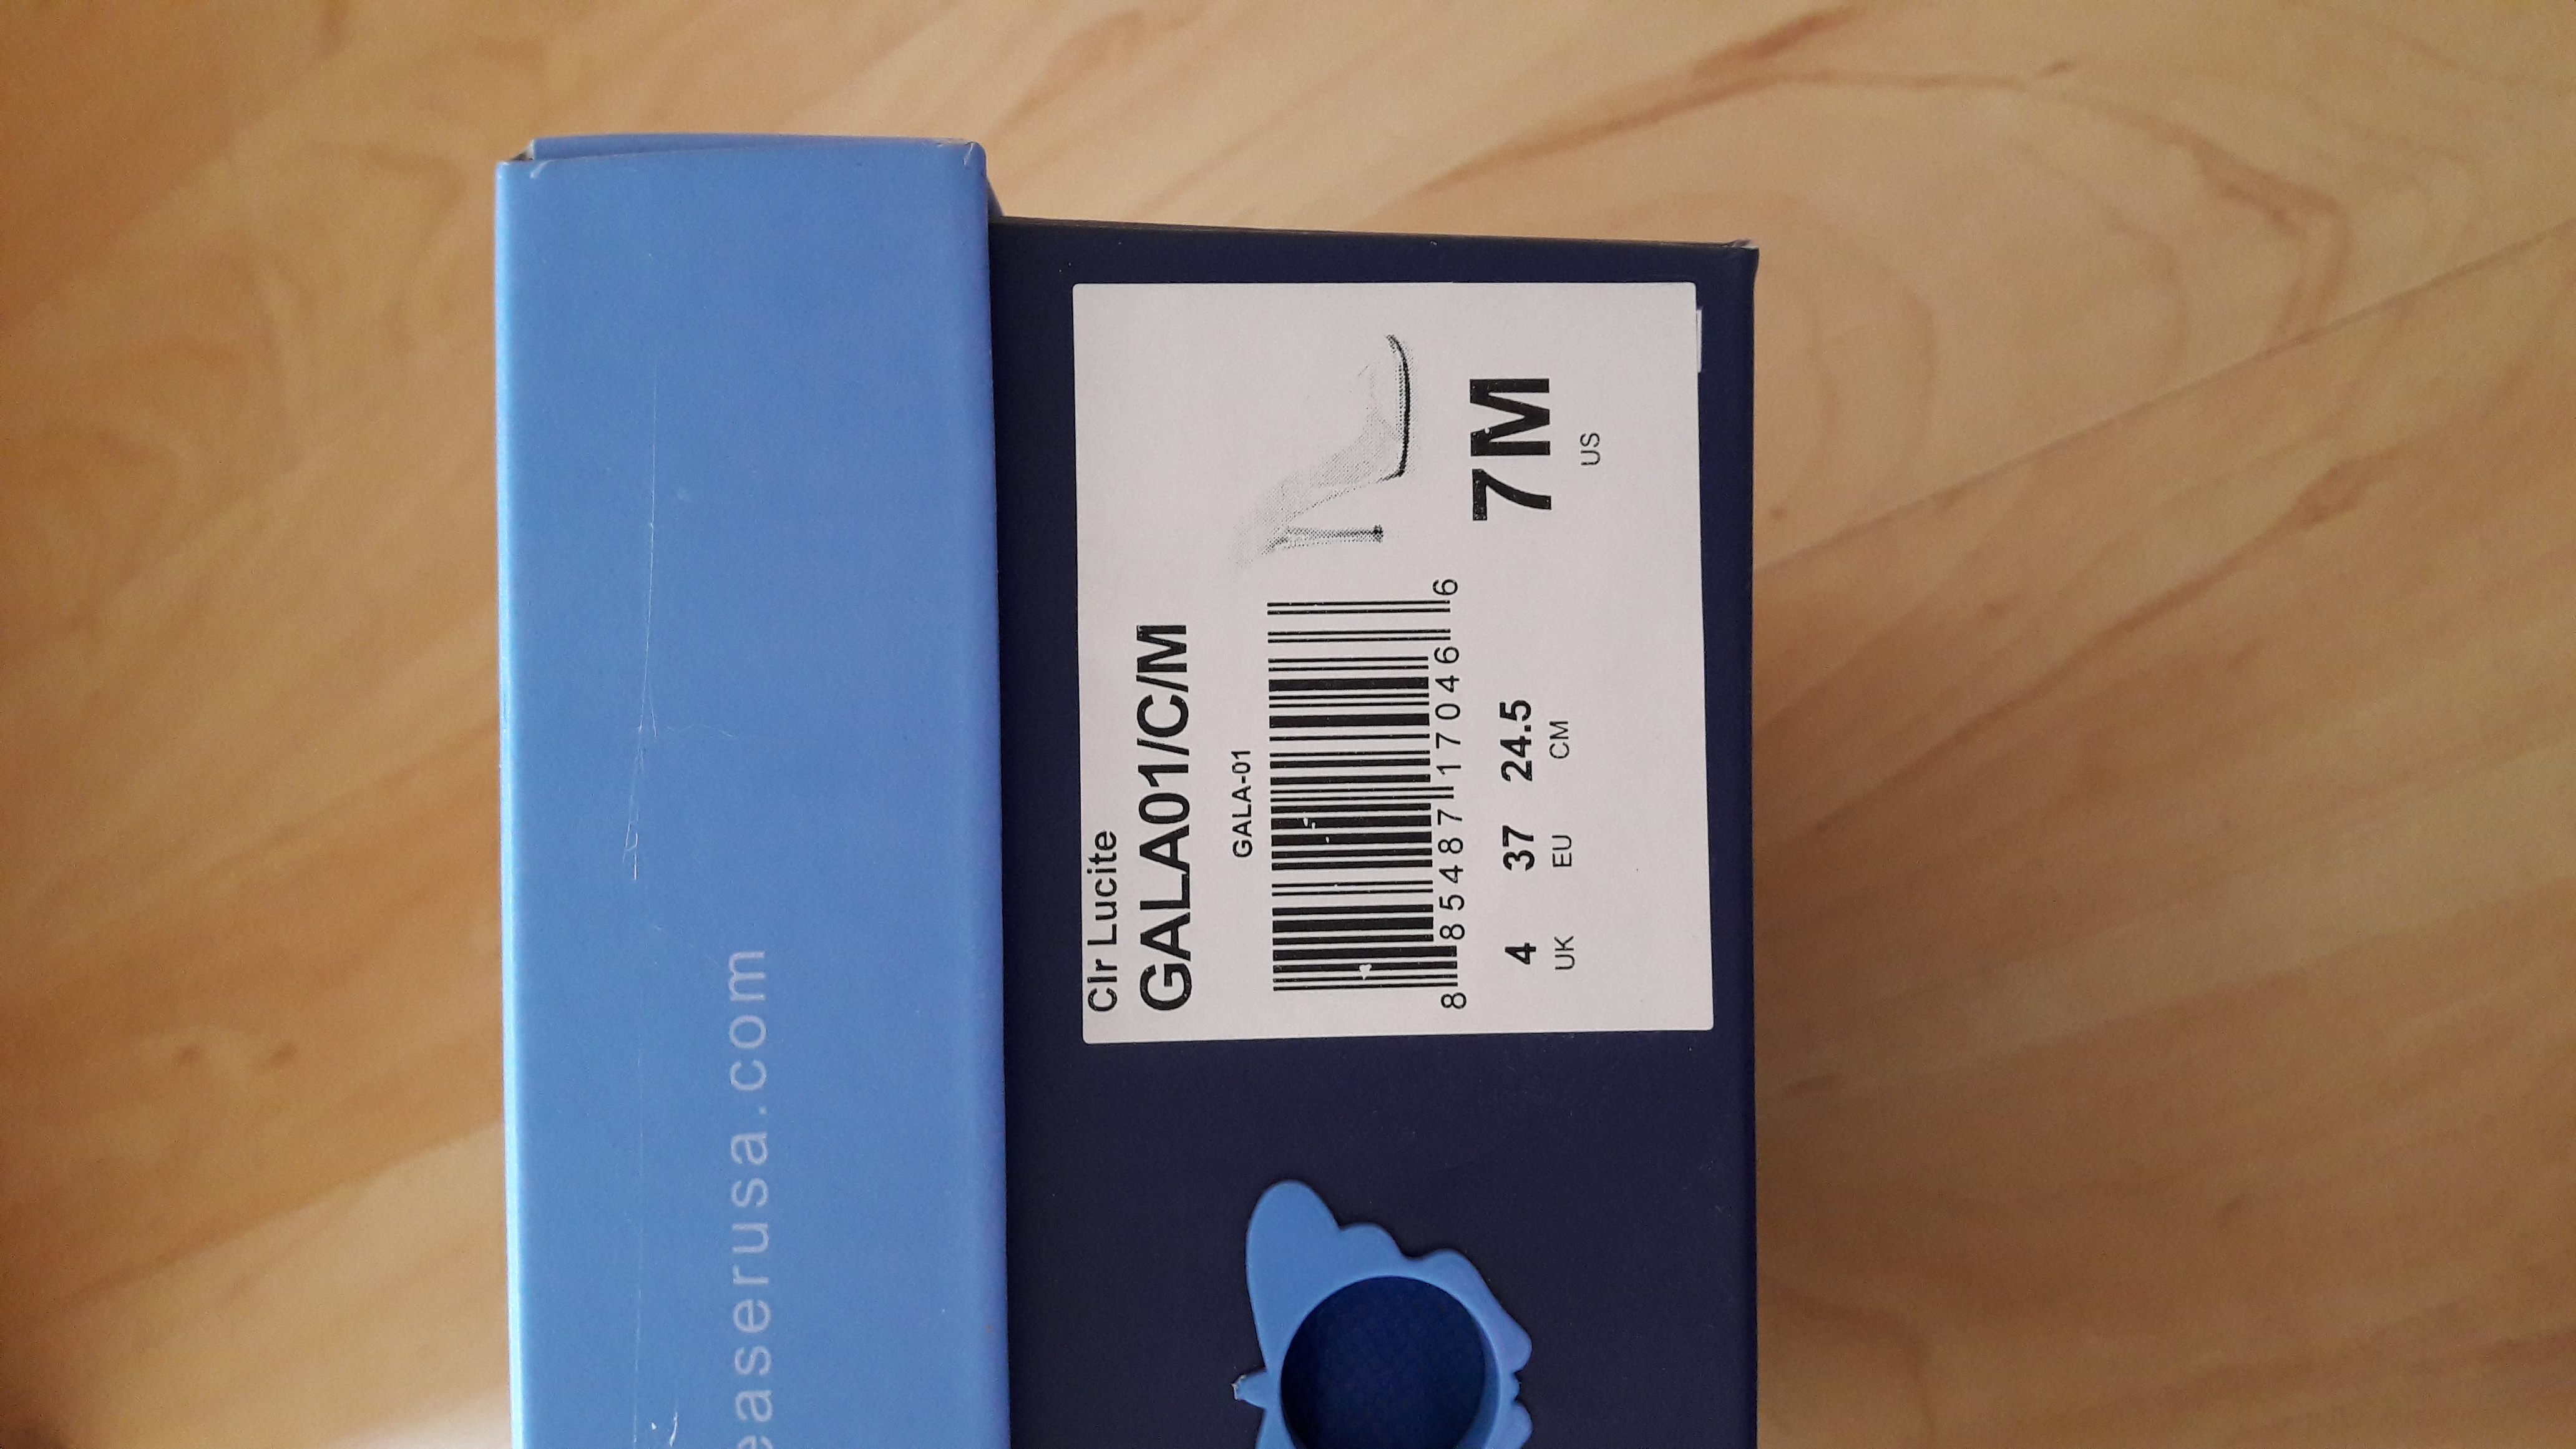 easerusa.com
Clr Lucite
GALA01/C/M
GALA-01
8 85487 17046 6
4 37 24.5 7M
UK EU CM US